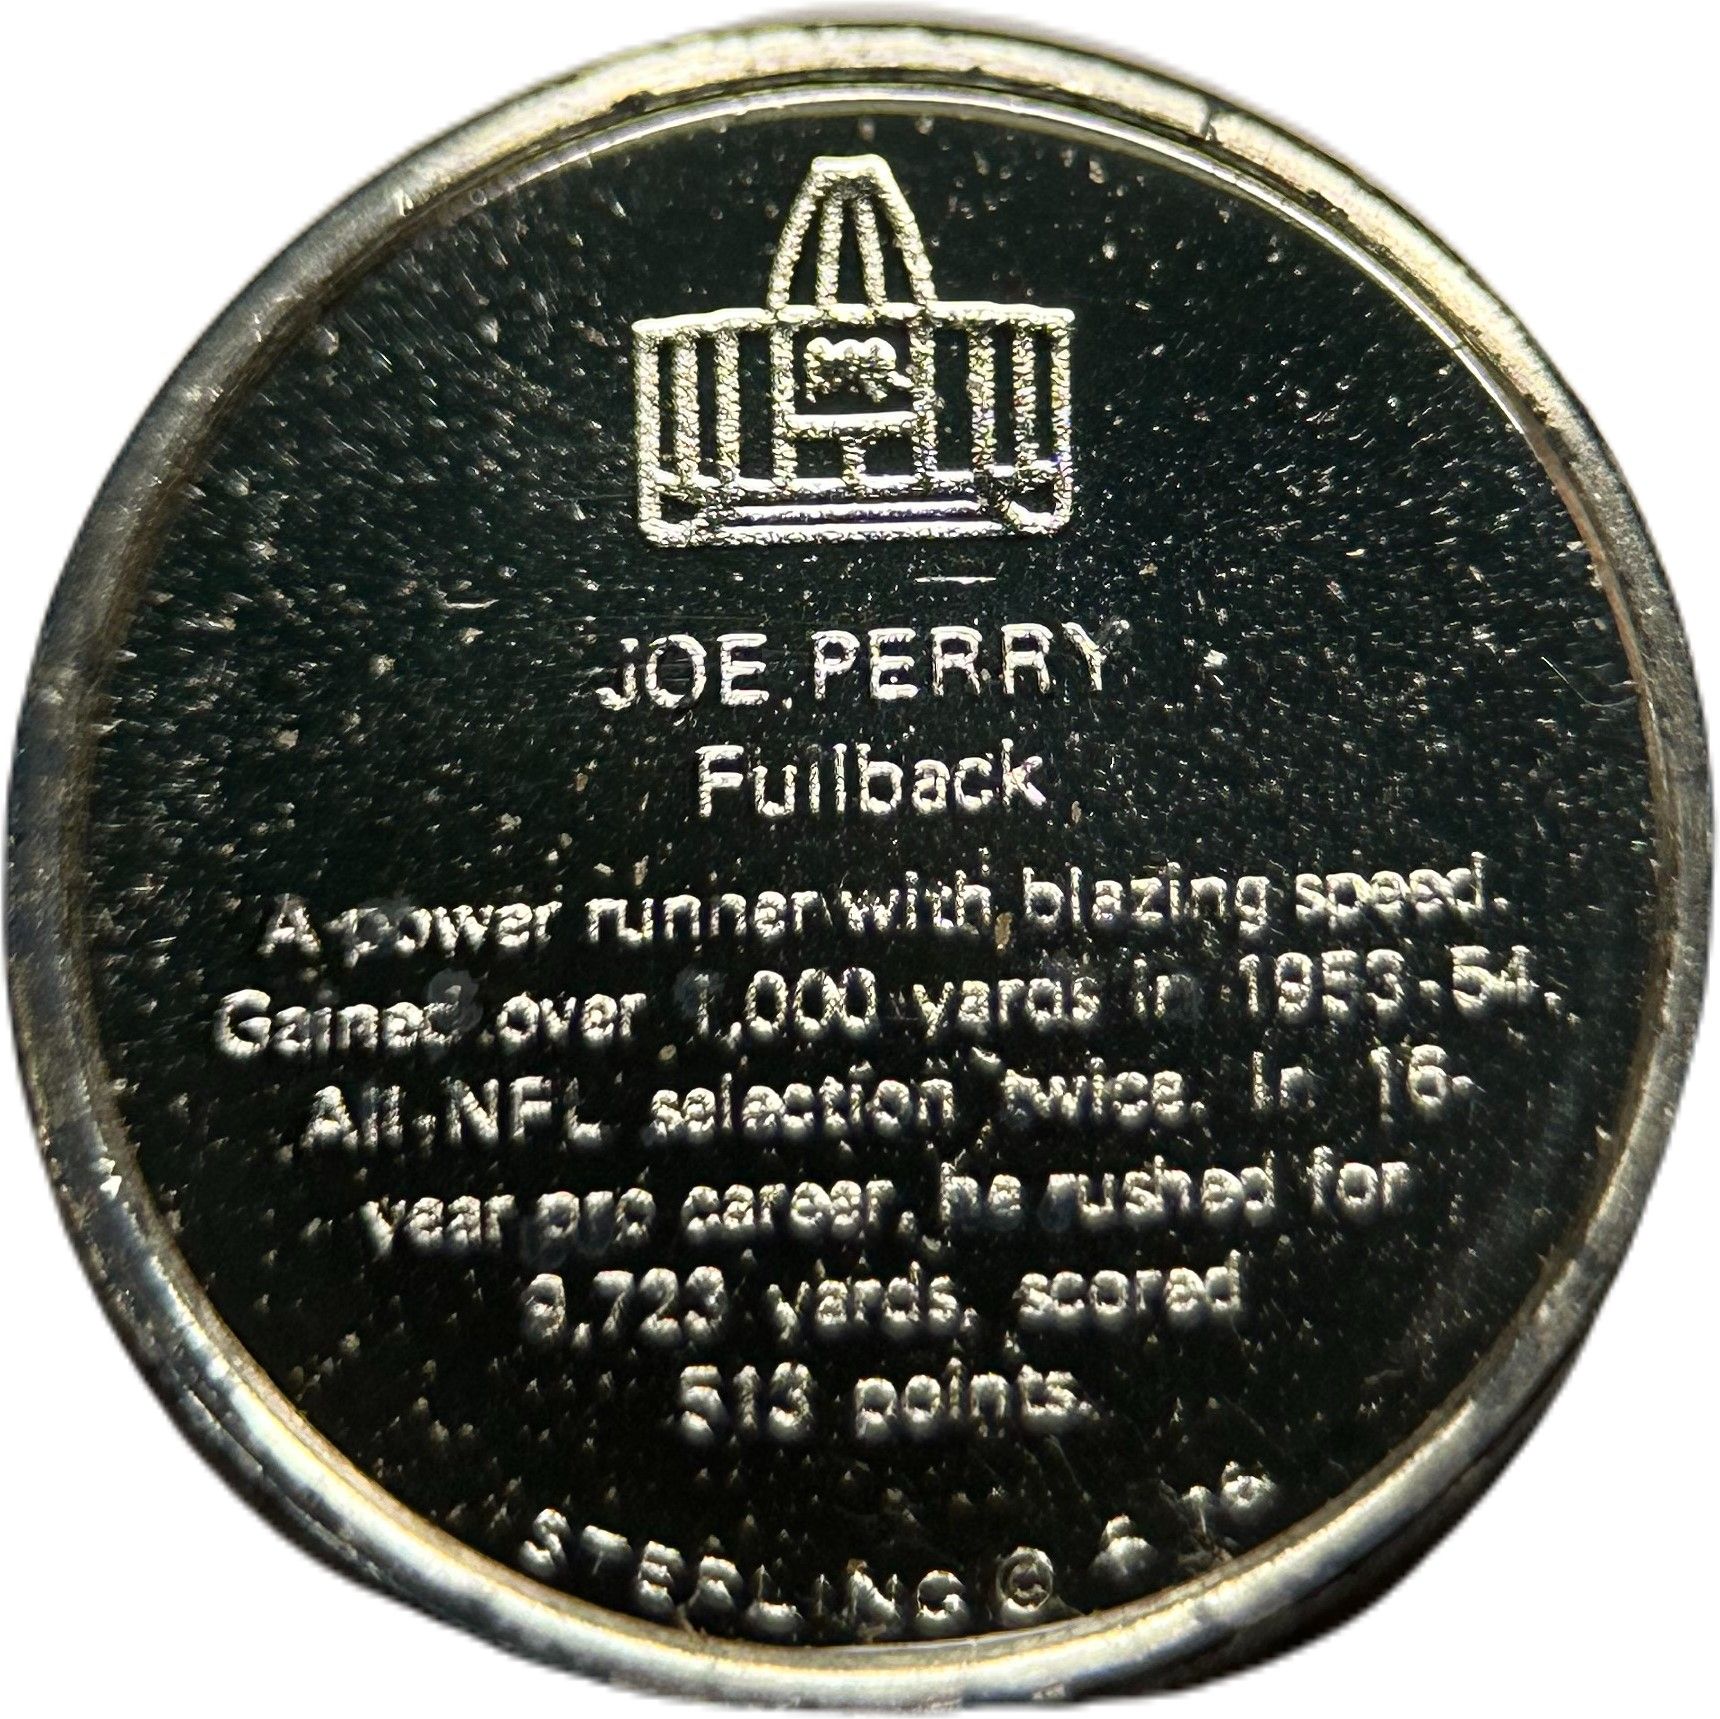 JOE PERRY
Fullback
A power runner with blazing speed.
Gained over 1,000 yards in 1953-54.
All-NFL selection twice. In 16-
year pro career, he rushed for
9,723 yards, scored
513 points.
STERLING ©